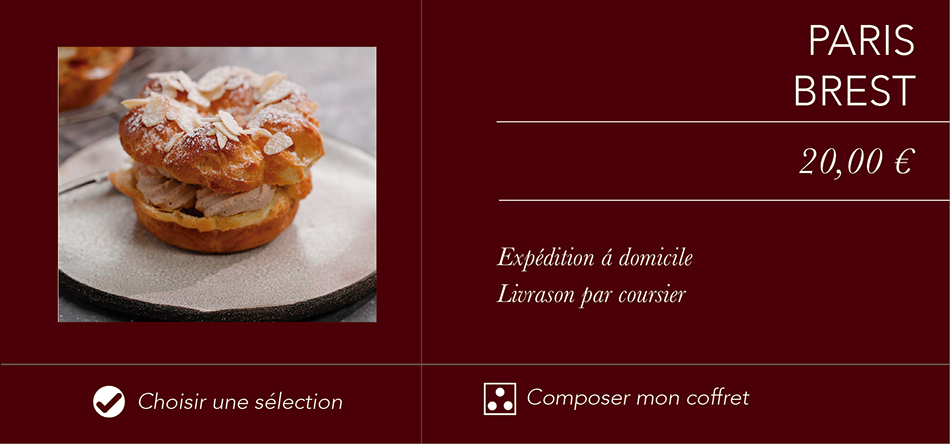 PARIS
BREST
20,00 €
Expédition á domicile
Livrason par coursier
Choisir une sélection
Composer mon coffret